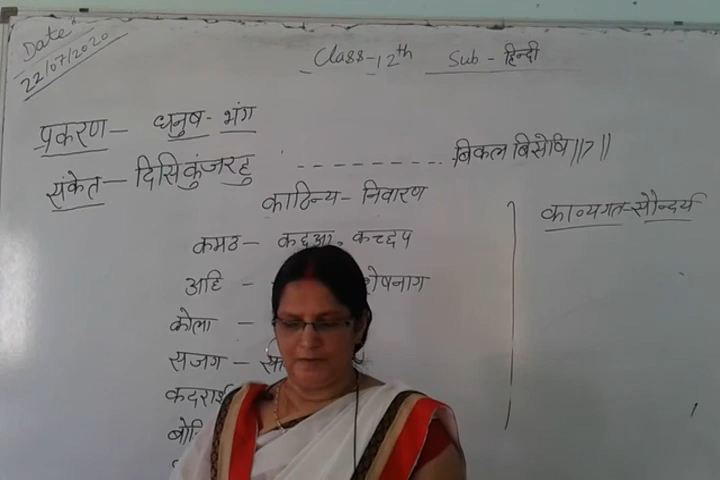 Date:
22/07/2020
Class-12th Sub - हिन्दी
प्रकरण - धनुष-भंग
संकेत - दिसिकुंजरहु --------- बिकल बिसेषि ||7||
काठिन्य - निवारण
काव्यगत-सौन्दर्य
कमठ - कछुआ, कच्छप
अहि - शेषनाग
कोला -
सजग -